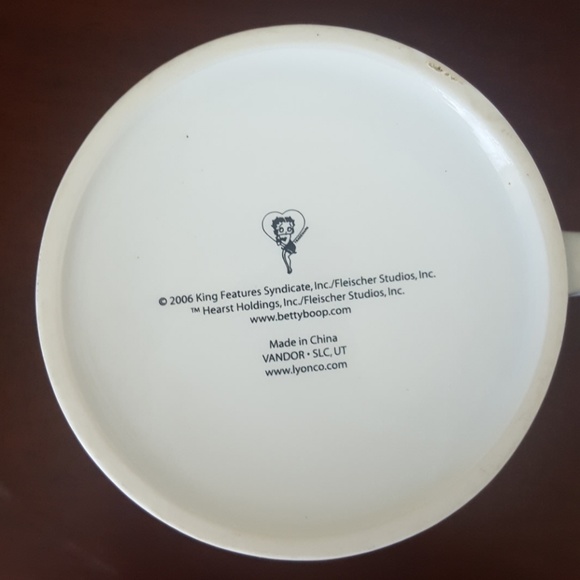 © 2006 King Features Syndicate, Inc./Fleischer Studios, Inc.
™ Hearst Holdings, Inc./Fleischer Studios, Inc.
www.bettyboop.com
Made in China
VANDOR • SLC, UT
www.lyonco.com